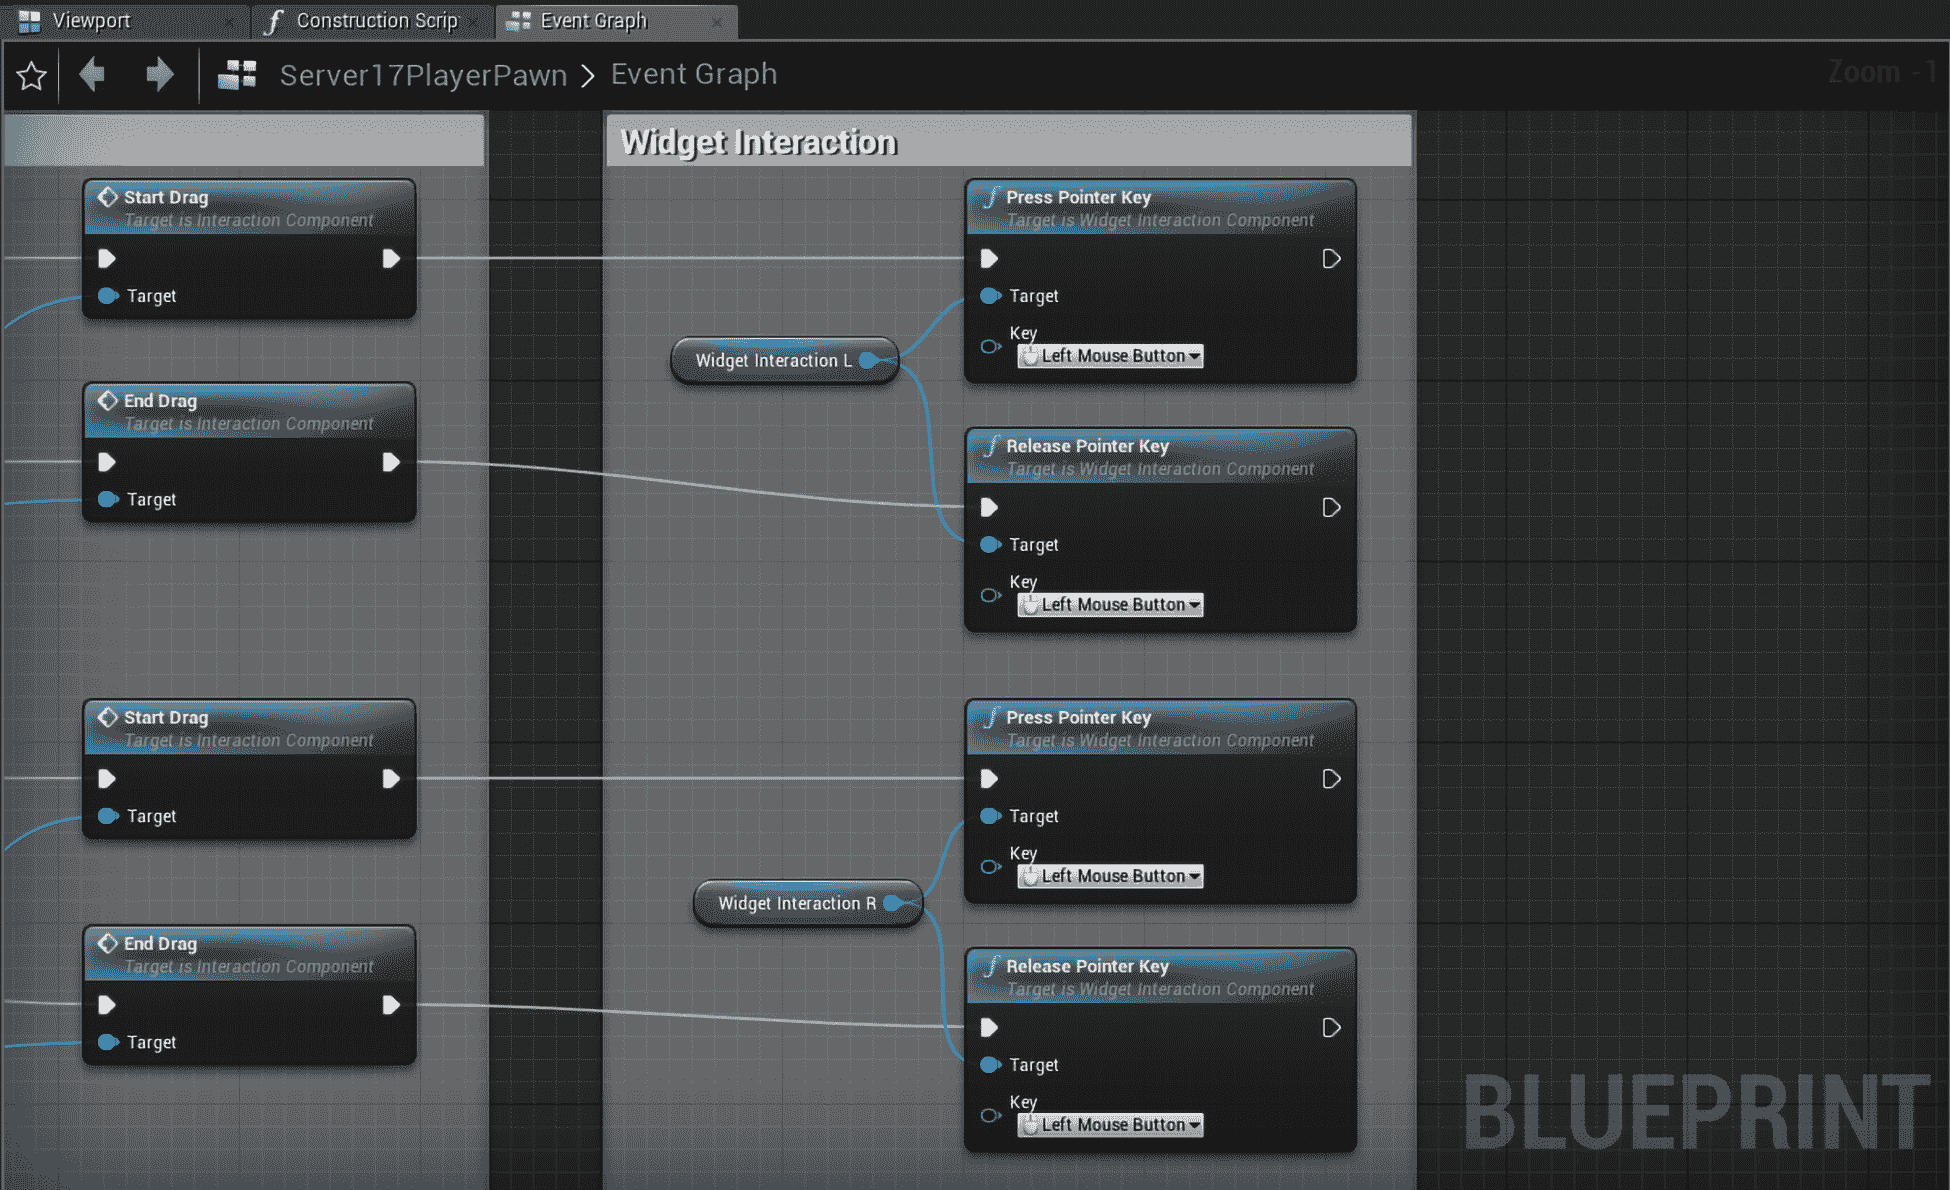 Viewport
Construction Scrip
Event Graph
Server17PlayerPawn > Event Graph
Zoom -1
Widget Interaction
Start Drag
Target is Interaction Component
Target
End Drag
Target is Interaction Component
Target
Start Drag
Target is Interaction Component
Target
End Drag
Target is Interaction Component
Target
Widget Interaction L
Press Pointer Key
Target is Widget Interaction Component
Target
Key
Left Mouse Button
Release Pointer Key
Target is Widget Interaction Component
Target
Key
Left Mouse Button
Widget Interaction R
Press Pointer Key
Target is Widget Interaction Component
Target
Key
Left Mouse Button
Release Pointer Key
Target is Widget Interaction Component
Target
Key
Left Mouse Button
BLUEPRINT